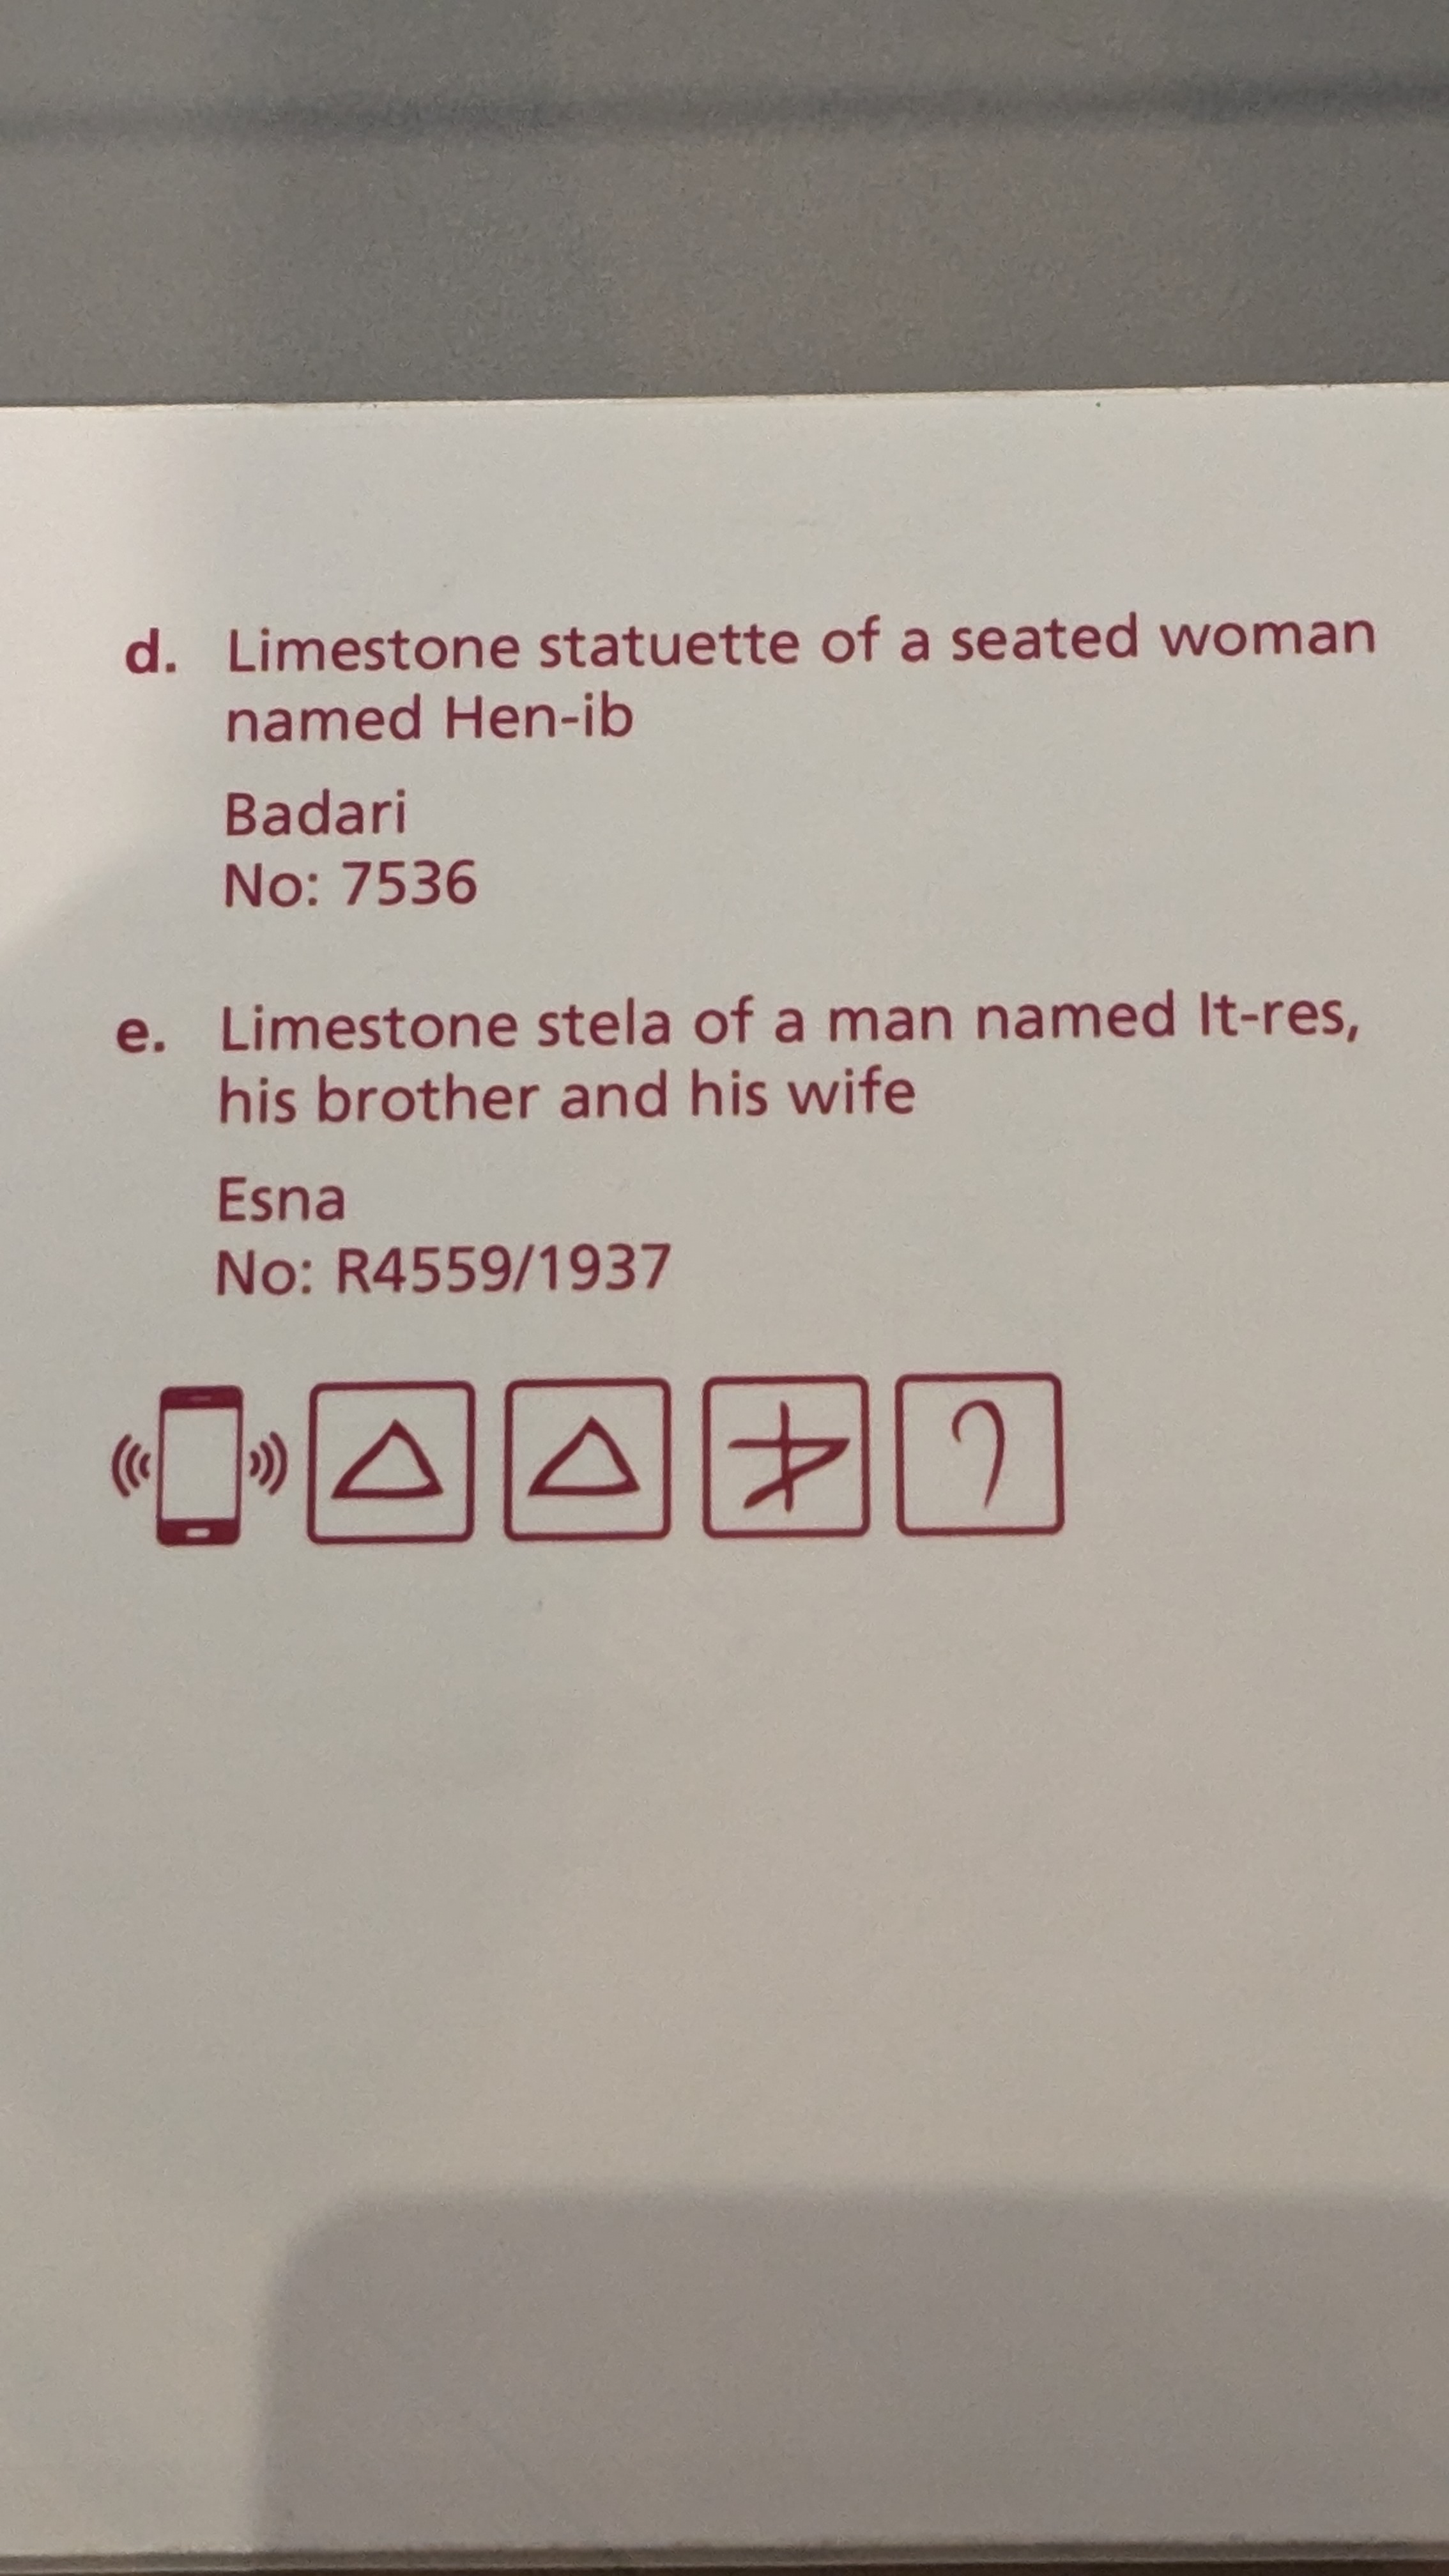 d. Limestone statuette of a seated woman
named Hen-ib
Badari
No: 7536
e. Limestone stela of a man named It-res,
his brother and his wife
Esna
No: R4559/1937